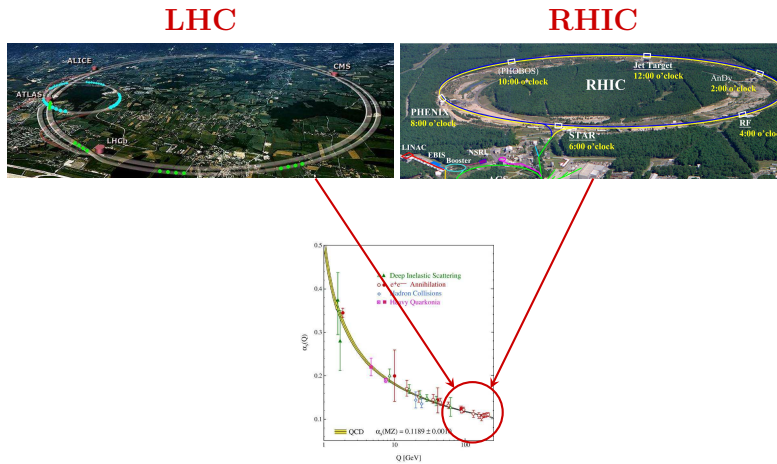 LHC
RHIC
ALICE
CMS
ATLAS
LHCb
(PHOBOS)
10:00 o'clock
Jet Target
12:00 o'clock
RHIC
AnDy
2:00 o'clock
PHENIX
8:00 o'clock
RF
4:00 o'clock
STAR
6:00 o'clock
LINAC
EBIS
Booster
NSRL
AGS
0.5
0.4
0.3
0.2
0.1
αs(Q)
Deep Inelastic Scattering
e+e− Annihilation
Hadron Collisions
Heavy Quarkonia
QCD αs(MZ) = 0.1189 ± 0.0010
1 10 100
Q [GeV]